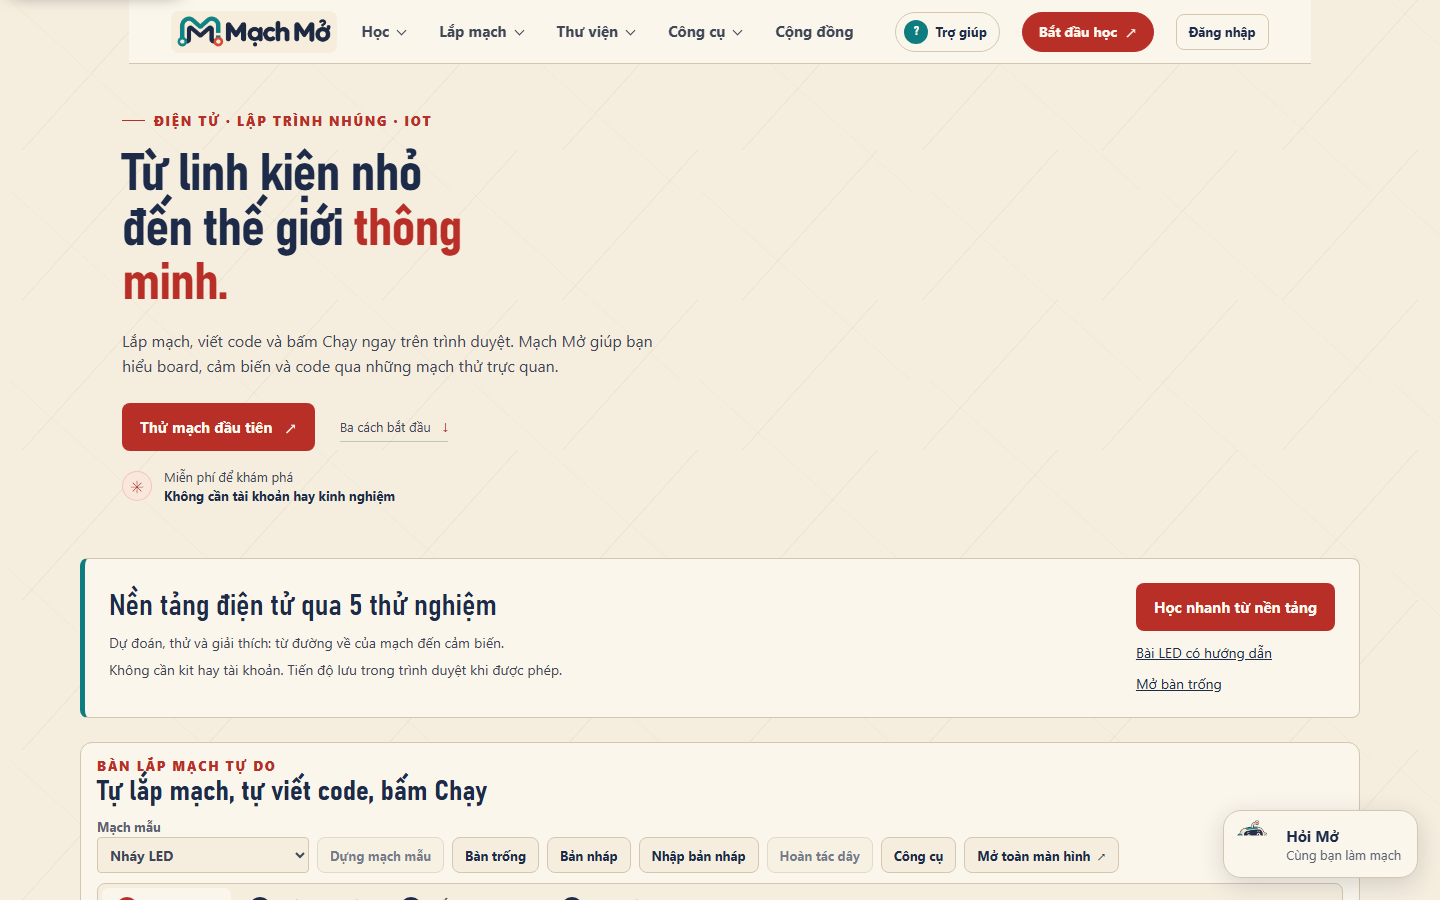 Mạch Mở
Học
Lắp mạch
Thư viện
Công cụ
Cộng đồng
? Trợ giúp
Bắt đầu học ↗
Đăng nhập
ĐIỆN TỬ · LẬP TRÌNH NHÚNG · IOT
Từ linh kiện nhỏ
đến thế giới thông
minh.
Lắp mạch, viết code và bấm Chạy ngay trên trình duyệt. Mạch Mở giúp bạn
hiểu board, cảm biến và code qua những mạch thử trực quan.
Thử mạch đầu tiên ↗
Ba cách bắt đầu ↓
Miễn phí để khám phá
Không cần tài khoản hay kinh nghiệm
Nền tảng điện tử qua 5 thử nghiệm
Dự đoán, thử và giải thích: từ đường về của mạch đến cảm biến.
Không cần kit hay tài khoản. Tiến độ lưu trong trình duyệt khi được phép.
Học nhanh từ nền tảng
Bài LED có hướng dẫn
Mở bàn trống
BÀN LẮP MẠCH TỰ DO
Tự lắp mạch, tự viết code, bấm Chạy
Mạch mẫu
Nháy LED
Dựng mạch mẫu
Bàn trống
Bản nháp
Nhập bản nháp
Hoàn tác dây
Công cụ
Mở toàn màn hình ↗
Hỏi Mở
Cùng bạn làm mạch